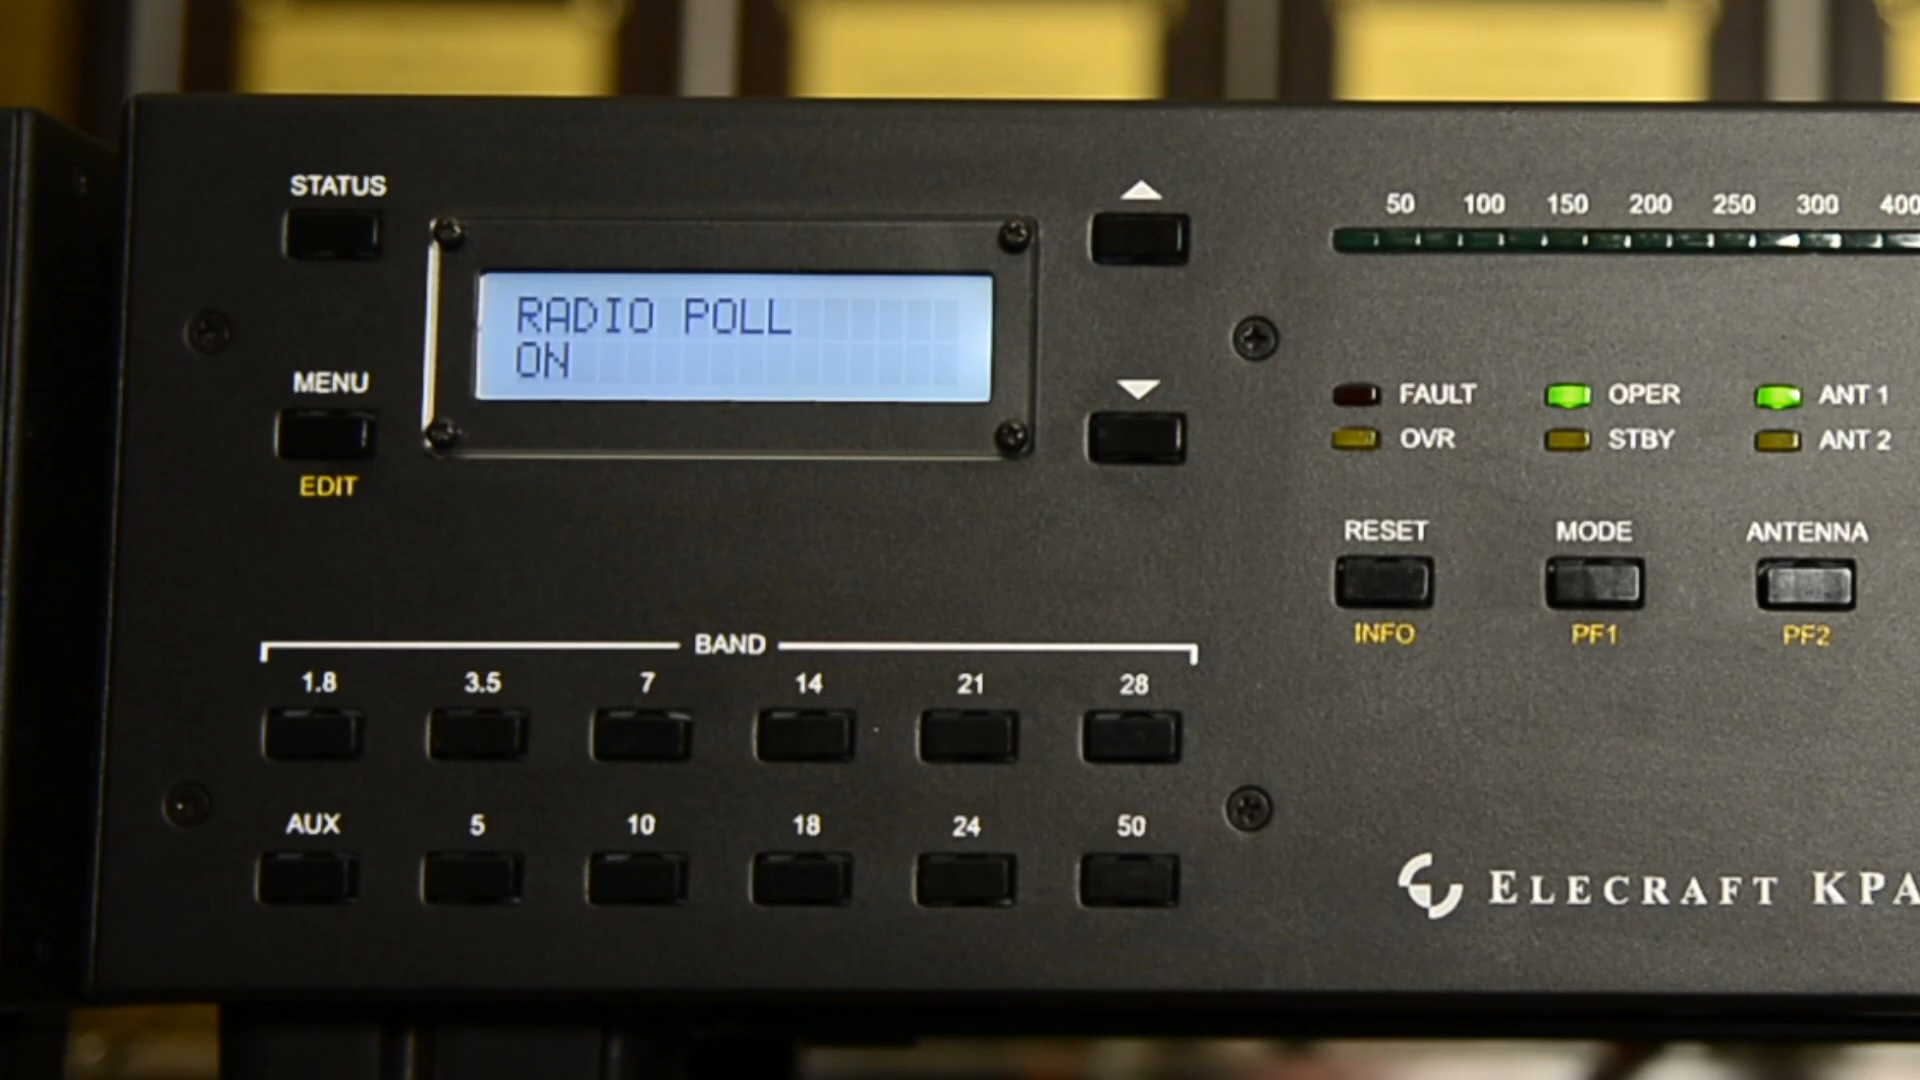 STATUS
RADIO POLL
ON
MENU
EDIT
50 100 150 200 250 300 400
FAULT OPER ANT 1
OVR STBY ANT 2
RESET MODE ANTENNA
INFO PF1 PF2
BAND
1.8 3.5 7 14 21 28
AUX 5 10 18 24 50
ELECRAFT KPA